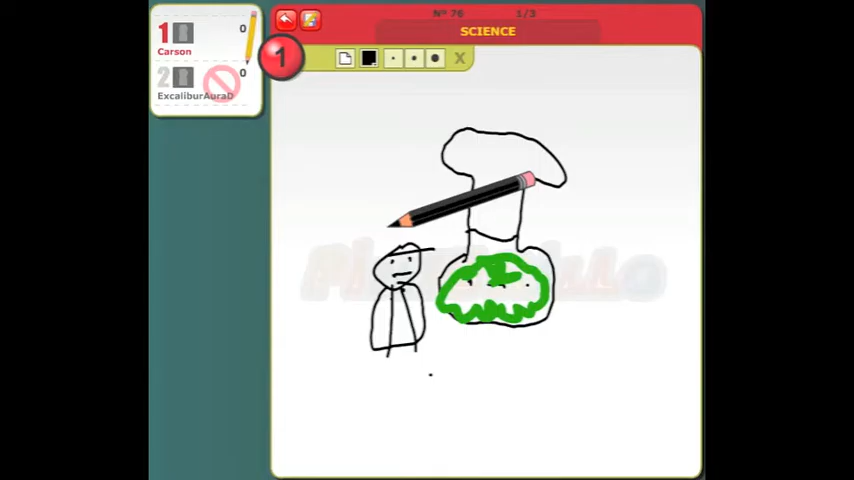 Nº 76 1/3
SCIENCE
1 0
Carson
1
2 0
ExcaliburAuraD
X